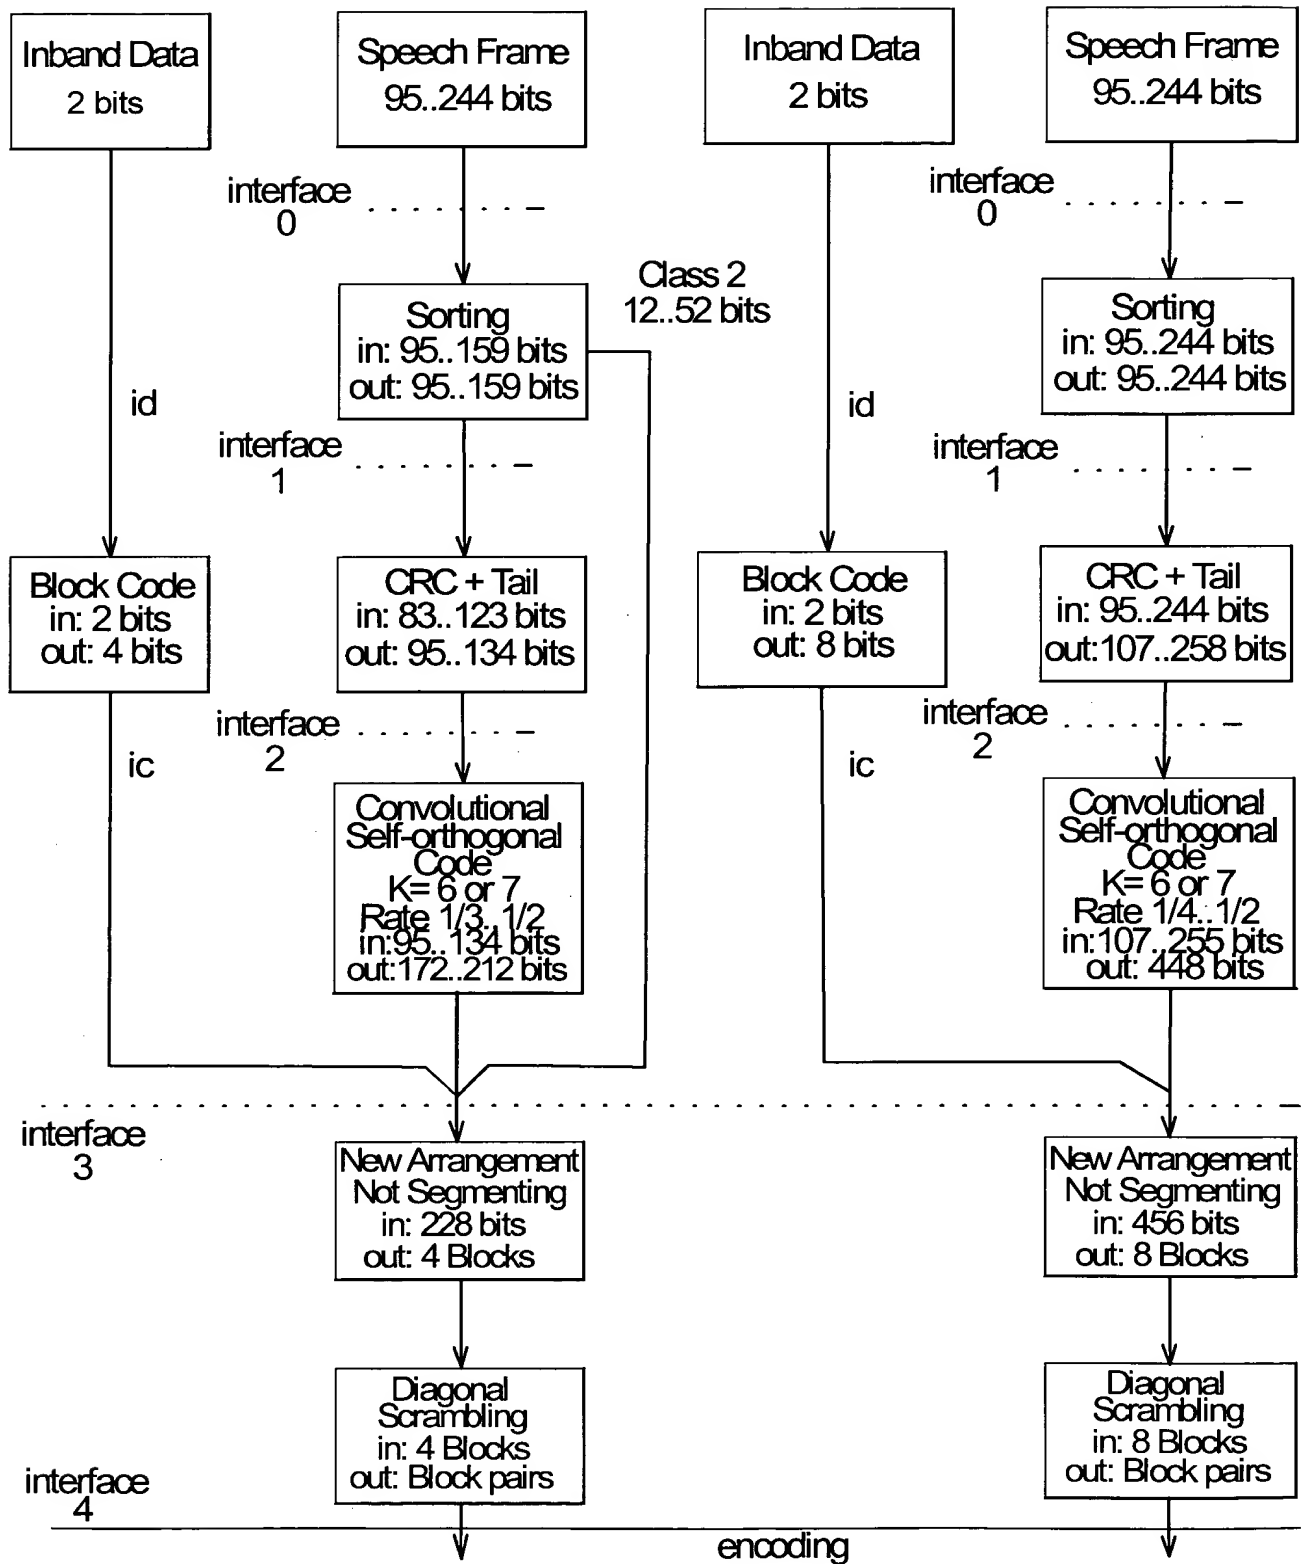 Inband Data
2 bits
Speech Frame
95..244 bits
Inband Data
2 bits
Speech Frame
95..244 bits
interface
0
interface
0
Class 2
12..52 bits
Sorting
in: 95..159 bits
out: 95..159 bits
Sorting
in: 95..244 bits
out: 95..244 bits
id
id
interface
1
interface
1
Block Code
in: 2 bits
out: 4 bits
CRC + Tail
in: 83..123 bits
out: 95..134 bits
Block Code
in: 2 bits
out: 8 bits
CRC + Tail
in: 95..244 bits
out:107..258 bits
interface
2
interface
2
ic
ic
Convolutional
Self-orthogonal
Code
K= 6 or 7
Rate 1/3..1/2
in:95..134 bits
out:172..212 bits
Convolutional
Self-orthogonal
Code
K= 6 or 7
Rate 1/4..1/2
in:107..255 bits
out: 448 bits
interface
3
New Arrangement
Not Segmenting
in: 228 bits
out: 4 Blocks
New Arrangement
Not Segmenting
in: 456 bits
out: 8 Blocks
Diagonal
Scrambling
in: 4 Blocks
out: Block pairs
Diagonal
Scrambling
in: 8 Blocks
out: Block pairs
interface
4
encoding